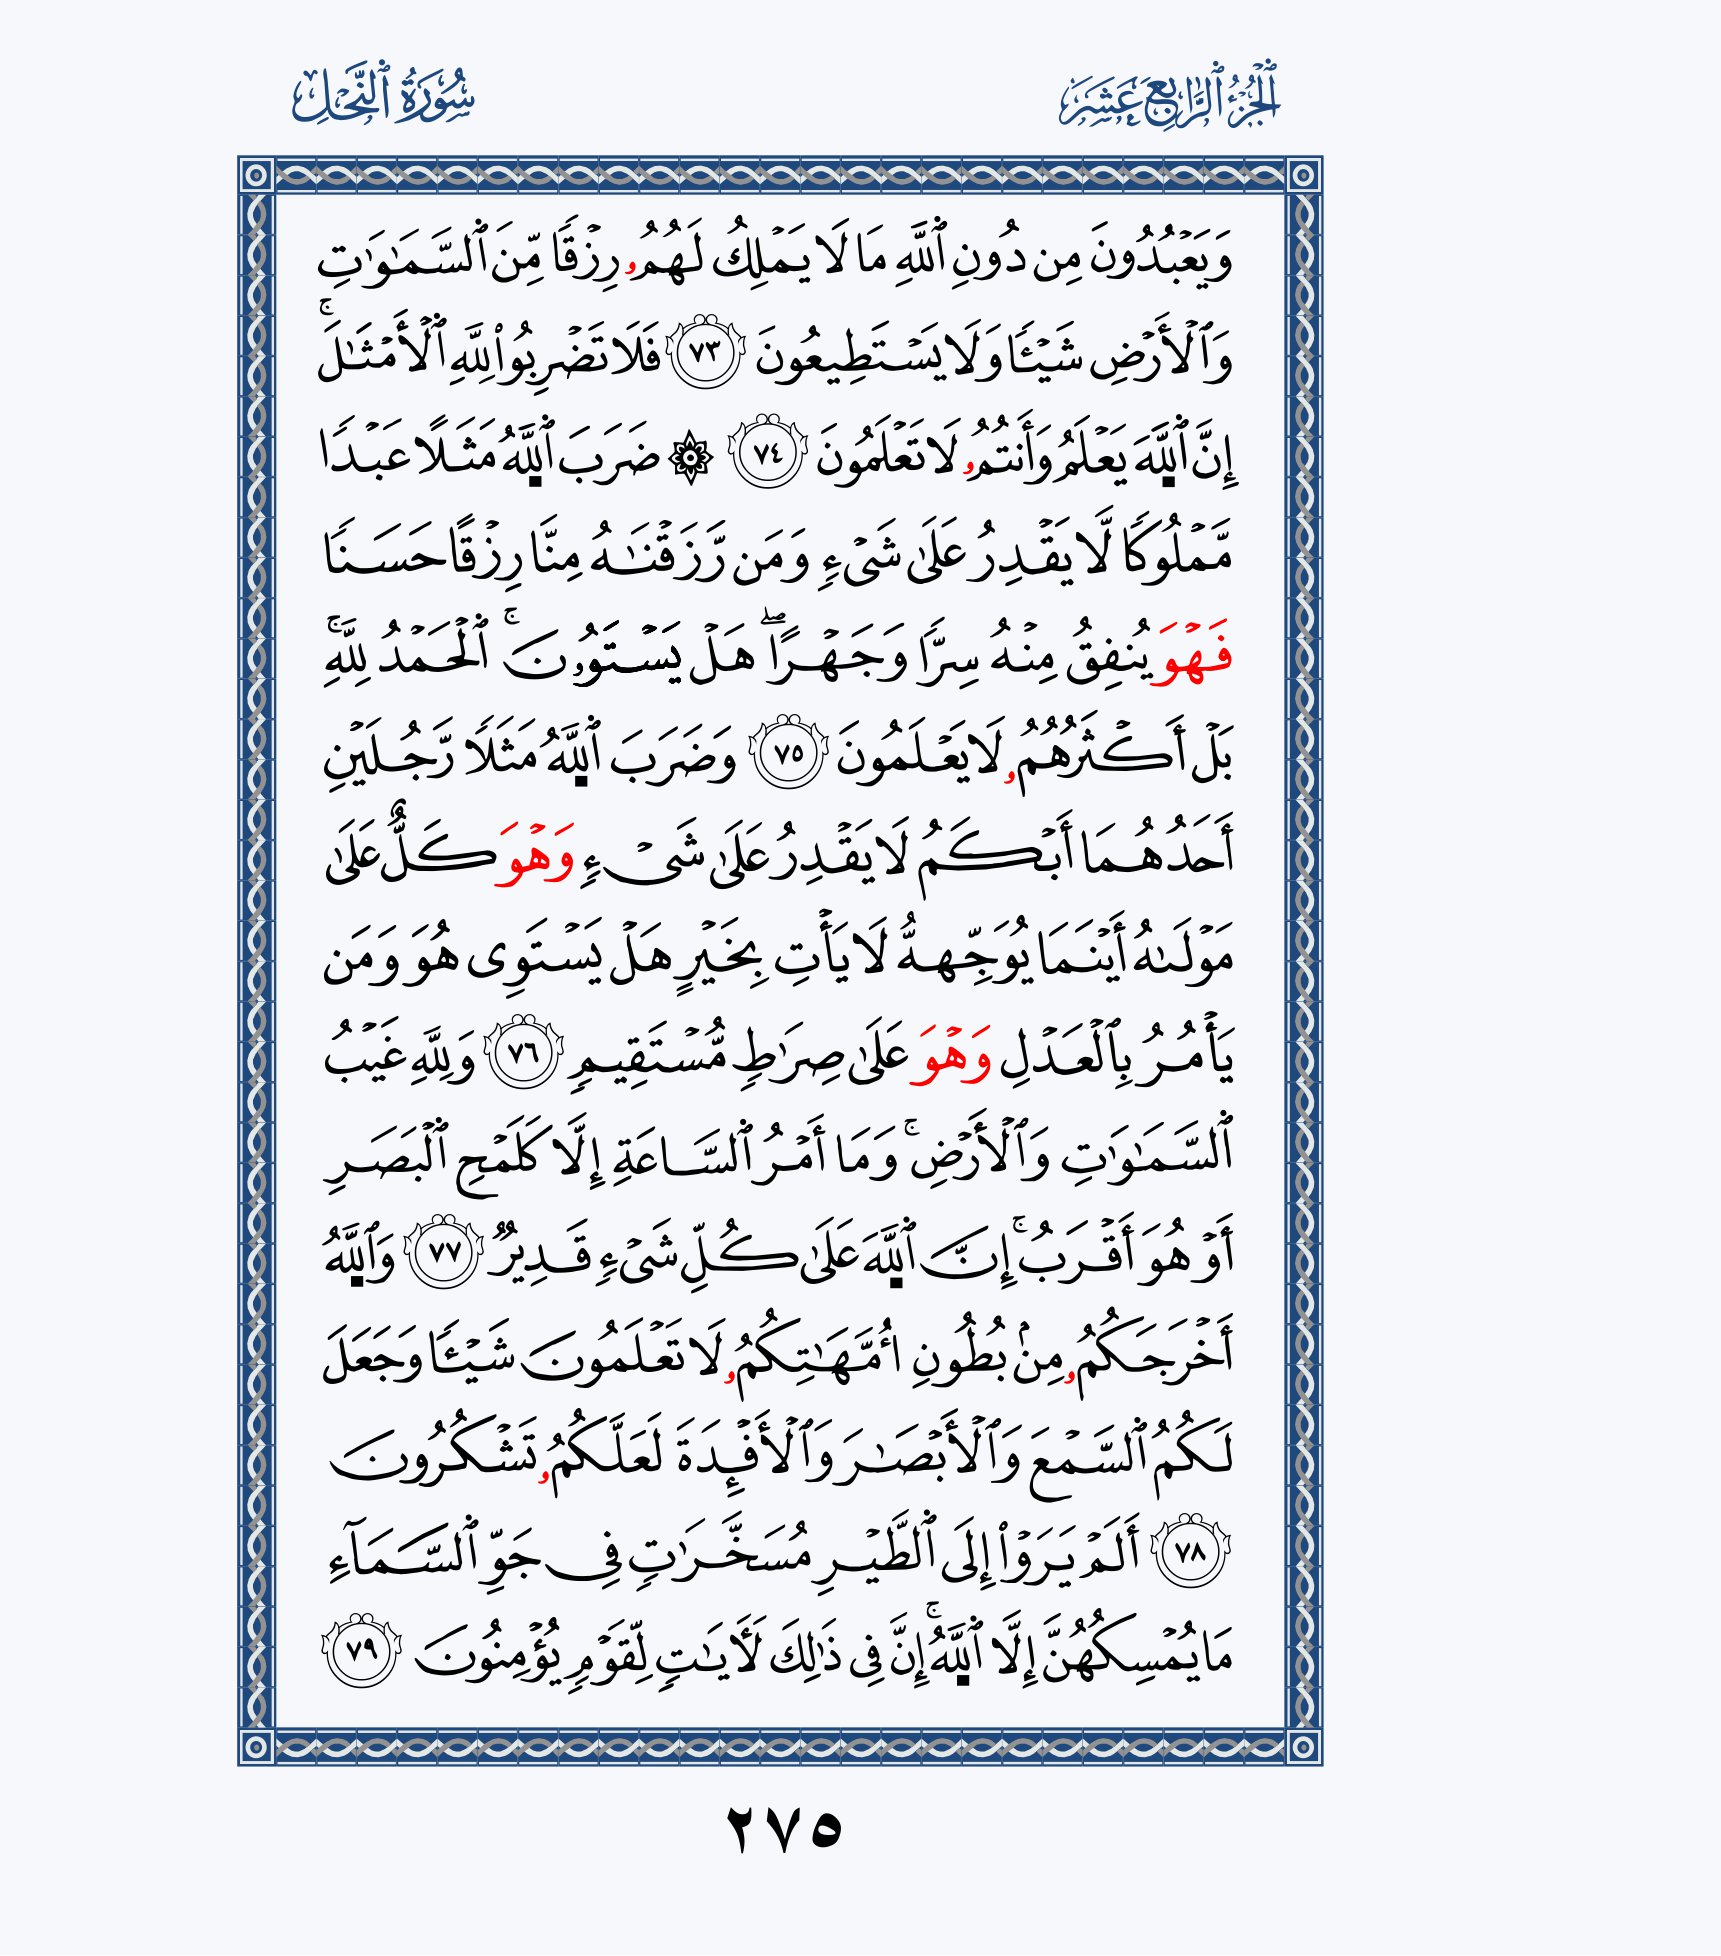 ٱلۡجُزۡءُ ٱلرَّابِعَ عَشَرَ
سُورَةُ ٱلنَّحۡلِ
وَيَعۡبُدُونَ مِن دُونِ ٱللَّهِ مَا لَا يَمۡلِكُ لَهُمُۥ رِزۡقٗا مِّنَ ٱلسَّمَٰوَٰتِ
وَٱلۡأَرۡضِ شَيۡـٔٗا وَلَا يَسۡتَطِيعُونَ ٧٣ فَلَا تَضۡرِبُواْ لِلَّهِ ٱلۡأَمۡثَالَۚ
إِنَّ ٱللَّهَ يَعۡلَمُ وَأَنتُمُۥ لَا تَعۡلَمُونَ ٧٤ ۞ ضَرَبَ ٱللَّهُ مَثَلًا عَبۡدٗا
مَّمۡلُوكٗا لَّا يَقۡدِرُ عَلَىٰ شَيۡءٖ وَمَن رَّزَقۡنَٰهُ مِنَّا رِزۡقًا حَسَنٗا
فَهۡوَ يُنفِقُ مِنۡهُ سِرّٗا وَجَهۡرًاۖ هَلۡ يَسۡتَوُۥنَۚ ٱلۡحَمۡدُ لِلَّهِۚ
بَلۡ أَكۡثَرُهُمُۥ لَا يَعۡلَمُونَ ٧٥ وَضَرَبَ ٱللَّهُ مَثَلٗا رَّجُلَيۡنِ
أَحَدُهُمَا أَبۡكَمُ لَا يَقۡدِرُ عَلَىٰ شَيۡءٖ وَهۡوَ كَلٌّ عَلَىٰ
مَوۡلَىٰهُ أَيۡنَمَا يُوَجِّههُّ لَا يَأۡتِ بِخَيۡرٍ هَلۡ يَسۡتَوِي هُوَ وَمَن
يَأۡمُرُ بِٱلۡعَدۡلِ وَهۡوَ عَلَىٰ صِرَٰطٖ مُّسۡتَقِيمٖ ٧٦ وَلِلَّهِ غَيۡبُ
ٱلسَّمَٰوَٰتِ وَٱلۡأَرۡضِۚ وَمَا أَمۡرُ ٱلسَّاعَةِ إِلَّا كَلَمۡحِ ٱلۡبَصَرِ
أَوۡ هُوَ أَقۡرَبُۚ إِنَّ ٱللَّهَ عَلَىٰ كُلِّ شَيۡءٖ قَدِيرٞ ٧٧ وَٱللَّهُ
أَخۡرَجَكُمُۥ مِنۢ بُطُونِ أُمَّهَٰتِكُمُۥ لَا تَعۡلَمُونَ شَيۡـٔٗا وَجَعَلَ
لَكُمُ ٱلسَّمۡعَ وَٱلۡأَبۡصَٰرَ وَٱلۡأَفۡـِٔدَةَ لَعَلَّكُمُۥ تَشۡكُرُونَ
٧٨ أَلَمۡ يَرَوۡاْ إِلَى ٱلطَّيۡرِ مُسَخَّرَٰتٖ فِي جَوِّ ٱلسَّمَآءِ
مَا يُمۡسِكُهُنَّ إِلَّا ٱللَّهُۚ إِنَّ فِي ذَٰلِكَ لَأٓيَٰتٖ لِّقَوۡمٖ يُؤۡمِنُونَ ٧٩
٢٧٥